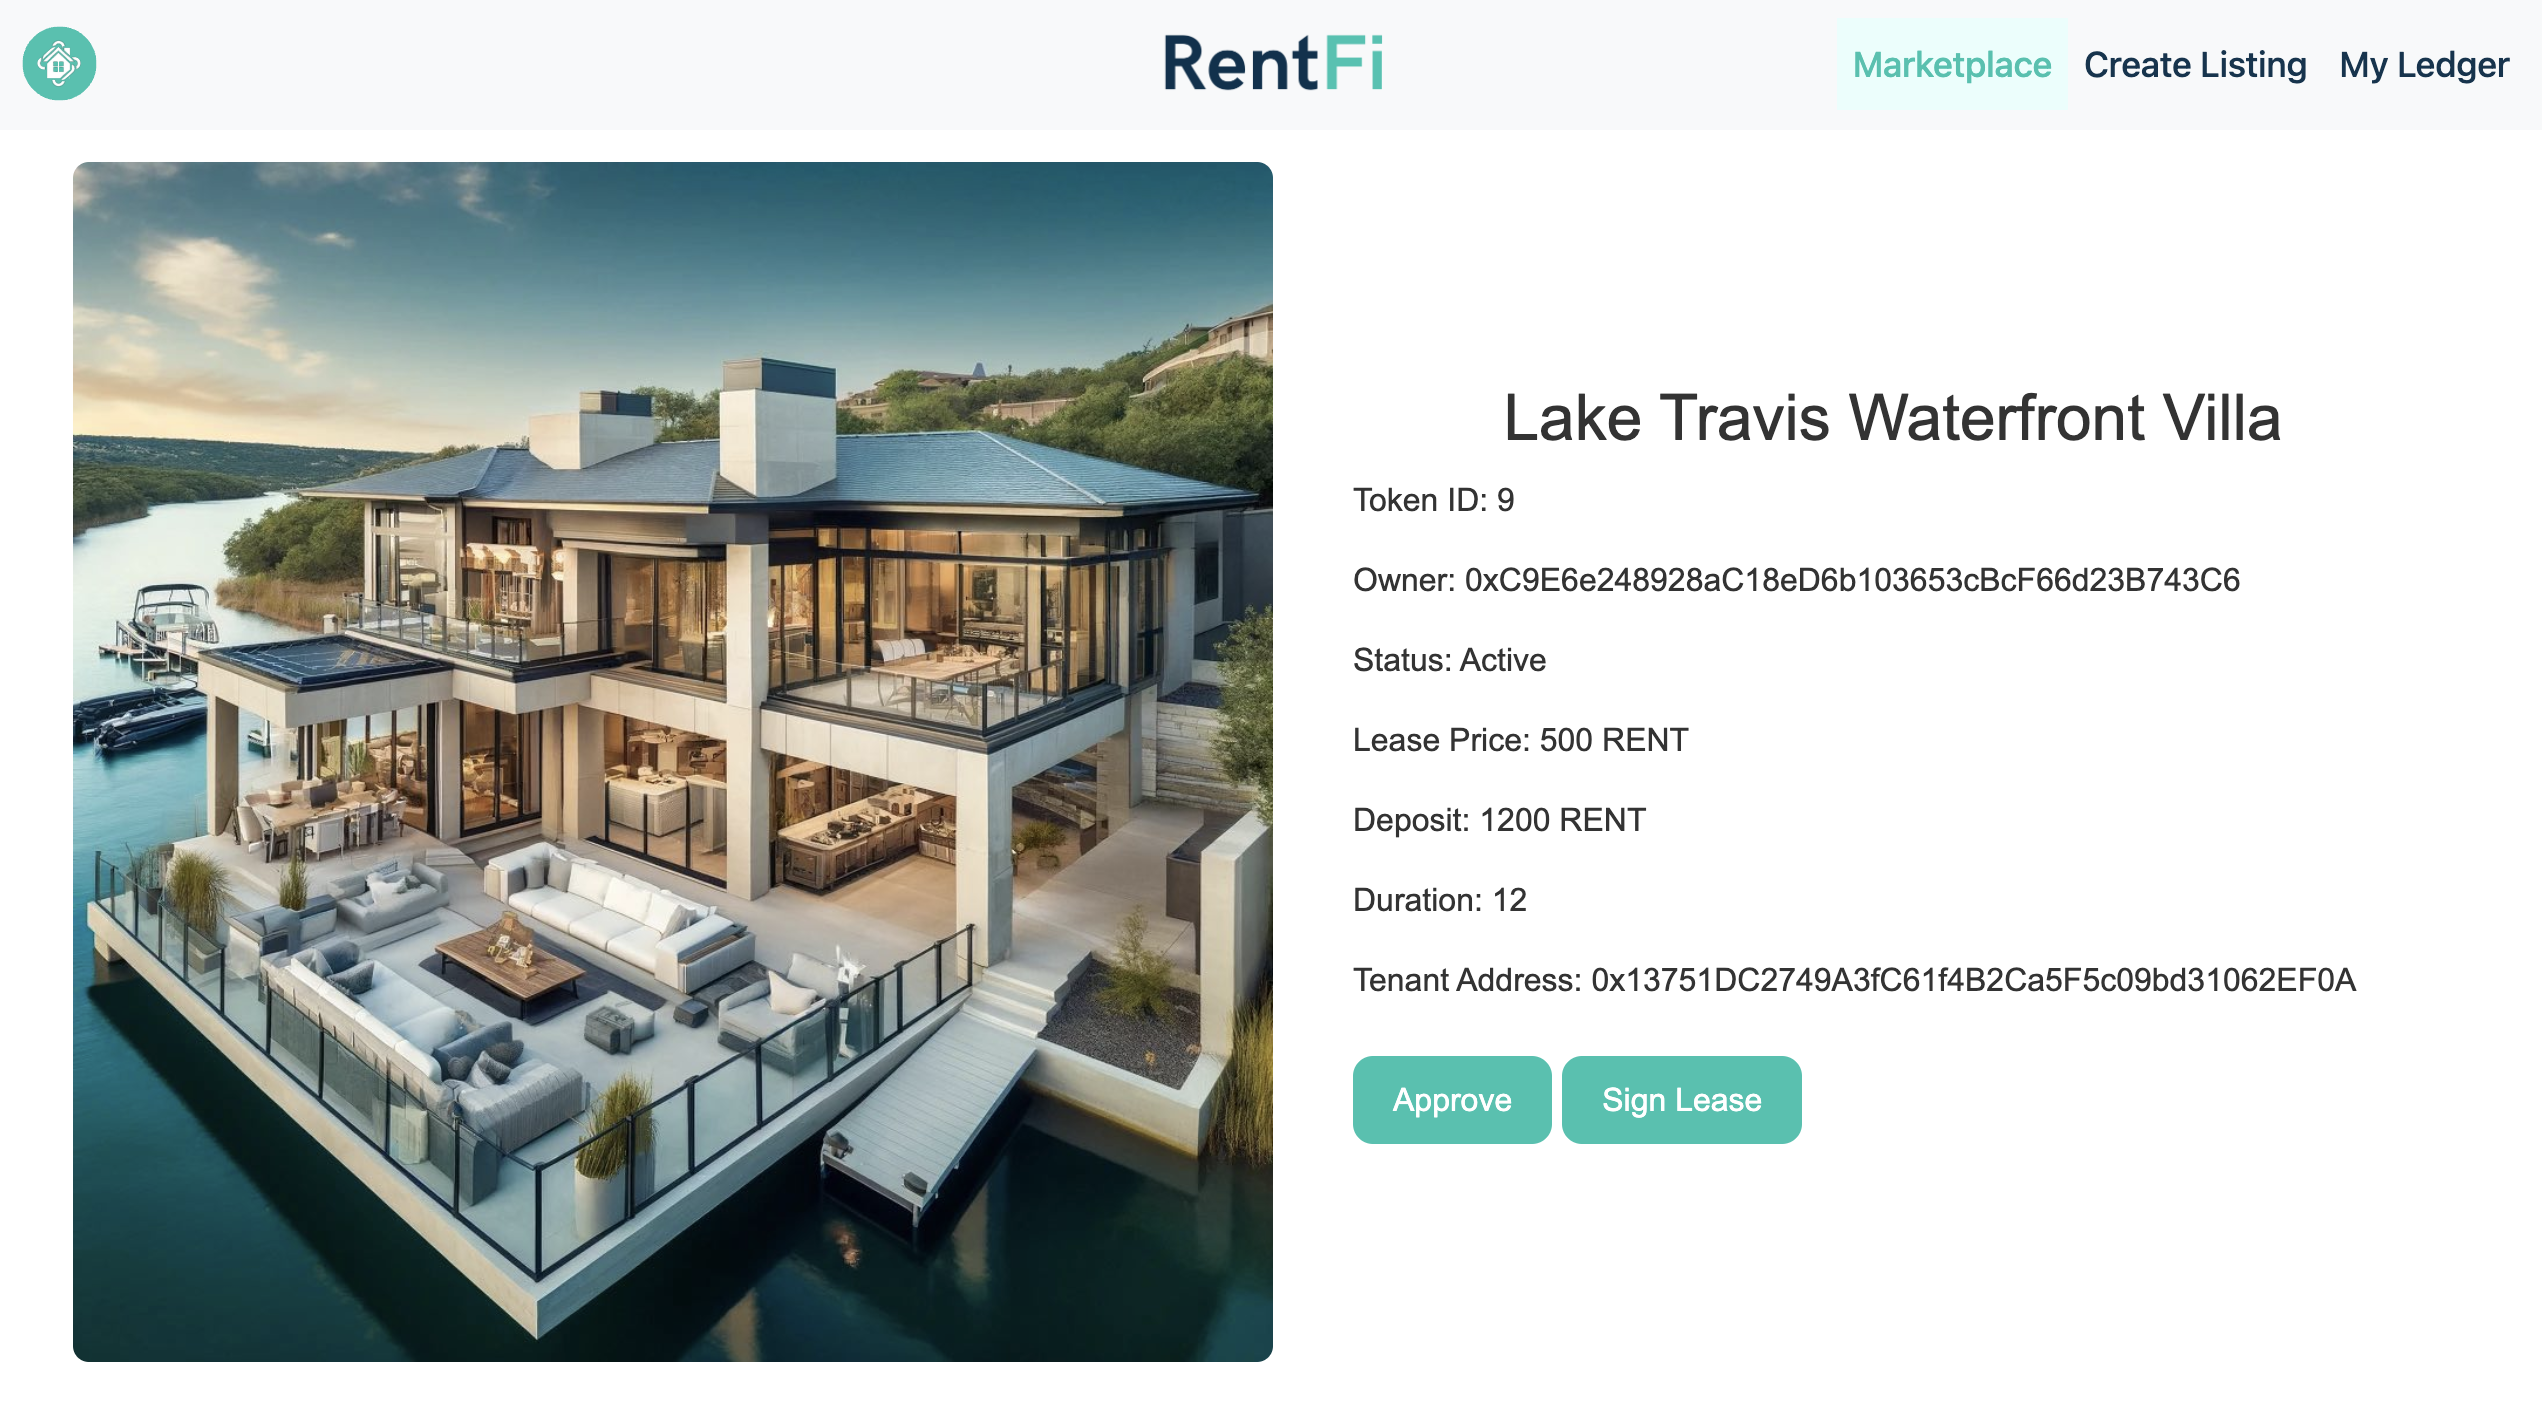 RentFi
Marketplace
Create Listing
My Ledger
Lake Travis Waterfront Villa
Token ID: 9
Owner: 0xC9E6e248928aC18eD6b103653cBcF66d23B743C6
Status: Active
Lease Price: 500 RENT
Deposit: 1200 RENT
Duration: 12
Tenant Address: 0x13751DC2749A3fC61f4B2Ca5F5c09bd31062EF0A
Approve
Sign Lease